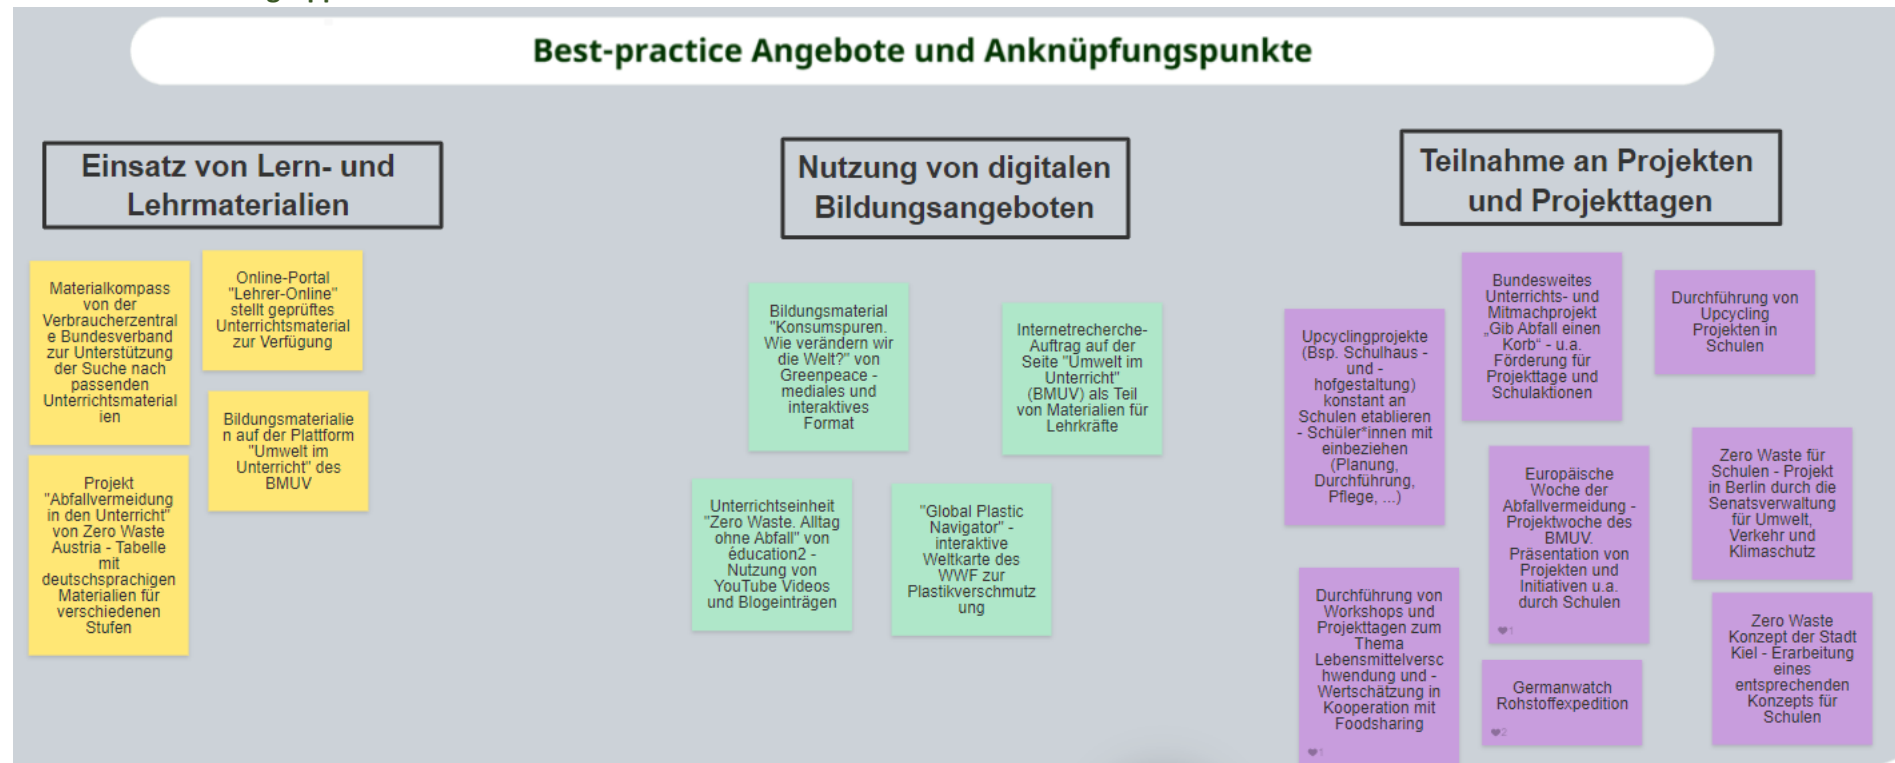 Best-practice Angebote und Anknüpfungspunkte
Einsatz von Lern- und
Lehrmaterialien
Materialkompass
von der
Verbraucherzentral
e Bundesverband
zur Unterstützung
der Suche nach
passenden
Unterrichtsmaterial
ien
Online-Portal
"Lehrer-Online"
stellt geprüftes
Unterrichtsmaterial
zur Verfügung
Bildungsmaterialie
n auf der Plattform
"Umwelt im
Unterricht" des
BMUV
Projekt
"Abfallvermeidung
in den Unterricht"
von Zero Waste
Austria - Tabelle
mit
deutschsprachigen
Materialien für
verschiedenen
Stufen
Nutzung von digitalen
Bildungsangeboten
Bildungsmaterial
"Konsumspuren.
Wie verändern wir
die Welt?" von
Greenpeace -
mediales und
interaktives
Format
Internetrecherche-
Auftrag auf der
Seite "Umwelt im
Unterricht"
(BMUV) als Teil
von Materialien für
Lehrkräfte
Unterrichtseinheit
"Zero Waste. Alltag
ohne Abfall" von
éducation2 -
Nutzung von
YouTube Videos
und Blogeinträgen
"Global Plastic
Navigator" -
interaktive
Weltkarte des
WWF zur
Plastikverschmutz
ung
Teilnahme an Projekten
und Projekttagen
Upcyclingprojekte
(Bsp. Schulhaus -
und -
hofgestaltung)
konstant an
Schulen etablieren
- Schüler*innen mit
einbeziehen
(Planung,
Durchführung,
Pflege, ...)
Bundesweites
Unterrichts- und
Mitmachprojekt
„Gib Abfall einen
Korb“ - u.a.
Förderung für
Projekttage und
Schulaktionen
Durchführung von
Upcycling
Projekten in
Schulen
Europäische
Woche der
Abfallvermeidung -
Projektwoche des
BMUV.
Präsentation von
Projekten und
Initiativen u.a.
durch Schulen
1
Zero Waste für
Schulen - Projekt
in Berlin durch die
Senatsverwaltung
für Umwelt,
Verkehr und
Klimaschutz
Durchführung von
Workshops und
Projekttagen zum
Thema
Lebensmittelversc
hwendung und -
Wertschätzung in
Kooperation mit
Foodsharing
1
Germanwatch
Rohstoffexpedition
2
Zero Waste
Konzept der Stadt
Kiel - Erarbeitung
eines
entsprechenden
Konzepts für
Schulen